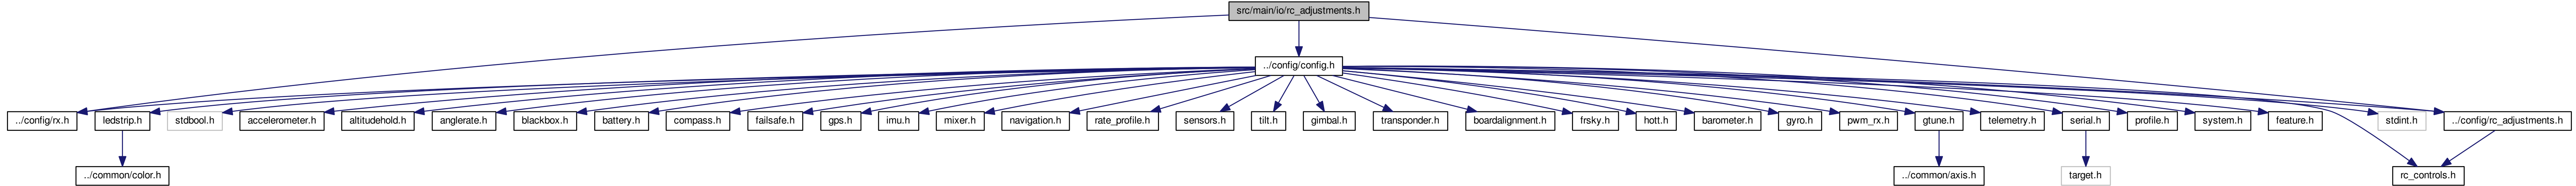 src/main/io/rc_adjustments.h
../config/config.h
../config/rx.h
ledstrip.h
stdbool.h
accelerometer.h
altitudehold.h
anglerate.h
blackbox.h
battery.h
compass.h
failsafe.h
gps.h
imu.h
mixer.h
navigation.h
rate_profile.h
sensors.h
tilt.h
gimbal.h
transponder.h
boardalignment.h
frsky.h
hott.h
barometer.h
gyro.h
pwm_rx.h
gtune.h
telemetry.h
serial.h
profile.h
system.h
feature.h
stdint.h
../config/rc_adjustments.h
../common/color.h
../common/axis.h
target.h
rc_controls.h